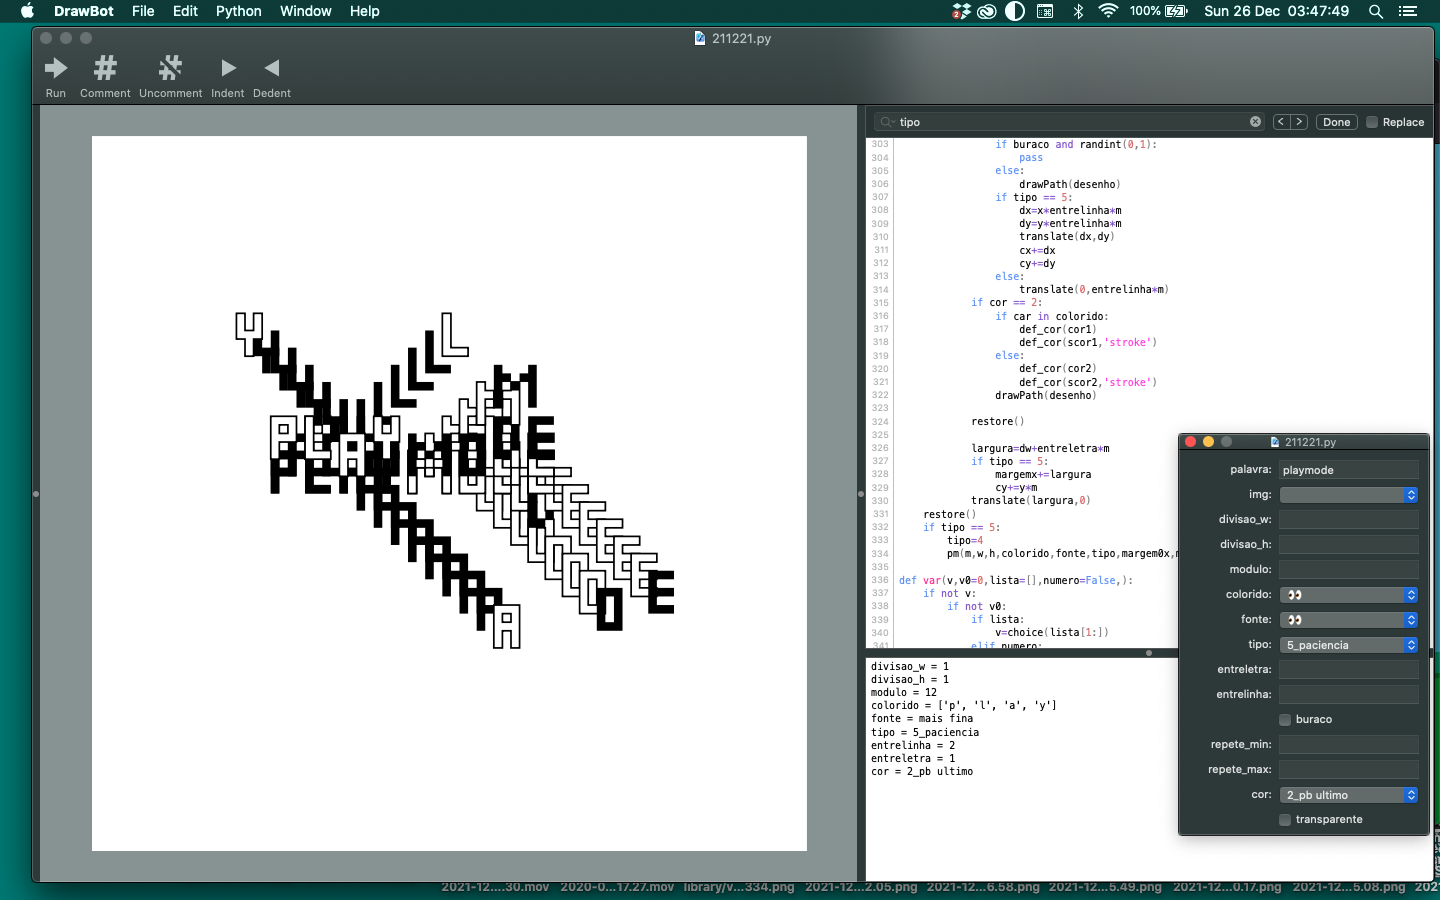 DrawBot File Edit Python Window Help 2 100% Sun 26 Dec 03:47:49
211221.py
Run Comment Uncomment Indent Dedent
tipo Done Replace
303 if buraco and randint(0,1):
304 pass
305 else:
306 drawPath(desenho)
307 if tipo == 5:
308 dx=x*entrelinha*m
309 dy=y*entrelinha*m
310 translate(dx,dy)
311 cx+=dx
312 cy+=dy
313 else:
314 translate(0,entrelinha*m)
315 if cor == 2:
316 if car in colorido:
317 def_cor(cor1)
318 def_cor(scor1,'stroke')
319 else:
320 def_cor(cor2)
321 def_cor(scor2,'stroke')
322 drawPath(desenho)
323
324 restore()
325
326 largura=dw+entreletra*m
327 if tipo == 5:
328 margemx+=largura
329 cy+=y*m
330 translate(largura,0)
331 restore()
332 if tipo == 5:
333 tipo=4
334 pm(m,w,h,colorido,fonte,tipo,margem0x,
335
336 def var(v,v0=0,lista=[],numero=False,):
337 if not v:
338 if not v0:
339 if lista:
340 v=choice(lista[1:])
341 elif numero:
divisao_w = 1
divisao_h = 1
modulo = 12
colorido = ['p', 'l', 'a', 'y']
fonte = mais fina
tipo = 5_paciencia
entrelinha = 2
entreletra = 1
cor = 2_pb ultimo
211221.py
palavra: playmode
img:
divisao_w:
divisao_h:
modulo:
colorido: 👀
fonte: 👀
tipo: 5_paciencia
entreletra:
entrelinha:
buraco
repete_min:
repete_max:
cor: 2_pb ultimo
transparente
Y L
M
PLAYMODE
A
D E
2021-12....30.mov 2020-0...17.27.mov library/v...334.png 2021-12...2.05.png 2021-12...6.58.png 2021-12...5.49.png 2021-12...0.17.png 2021-12...5.08.png 202